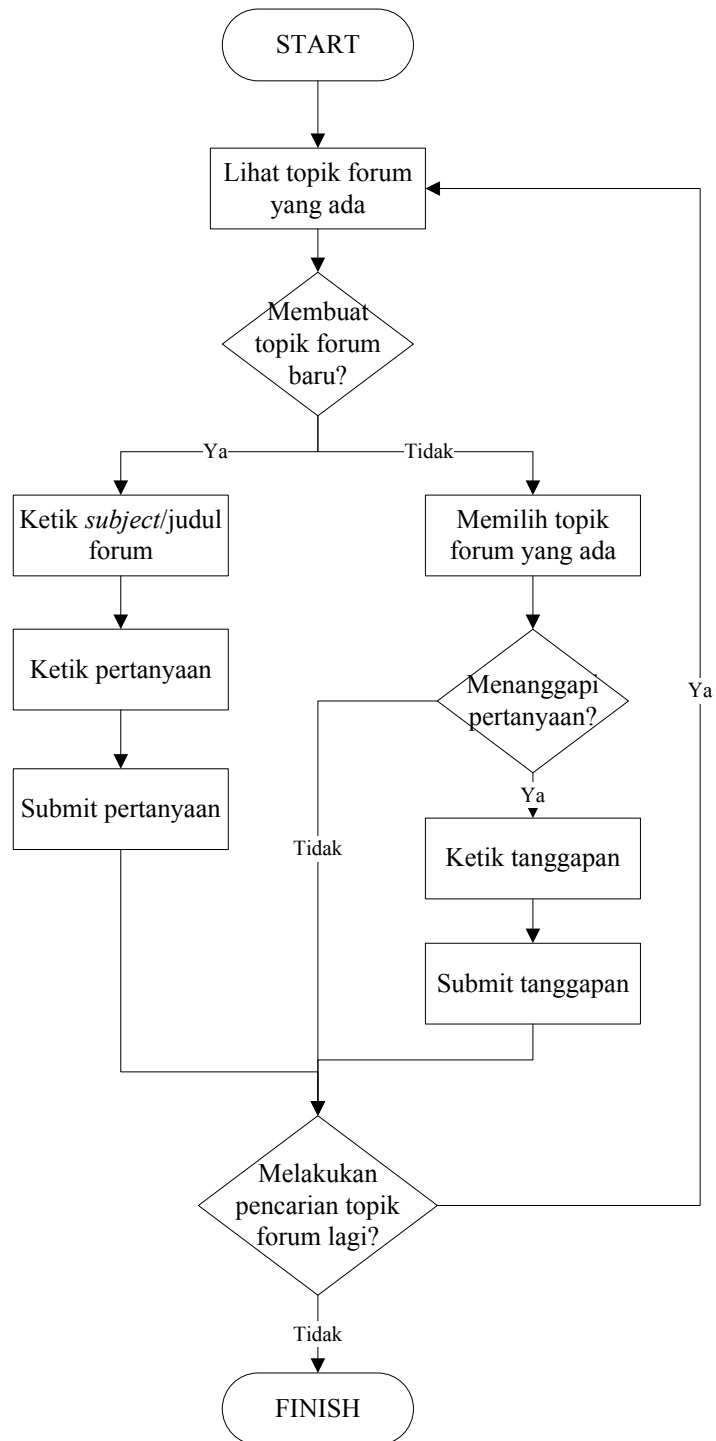 START
Lihat topik forum
yang ada
Membuat
topik forum
baru?
Ya
Tidak
Ketik subject/judul
forum
Memilih topik
forum yang ada
Ketik pertanyaan
Menanggapi
pertanyaan?
Ya
Submit pertanyaan
Ya
Tidak
Ketik tanggapan
Submit tanggapan
Melakukan
pencarian topik
forum lagi?
Tidak
FINISH